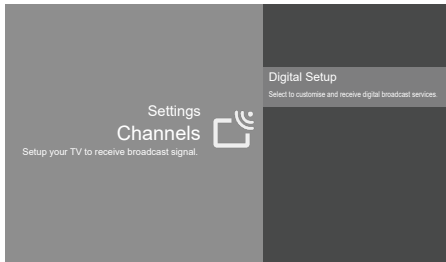 Settings
Channels
Setup your TV to receive broadcast signal.
Digital Setup
Select to customise and receive digital broadcast services.